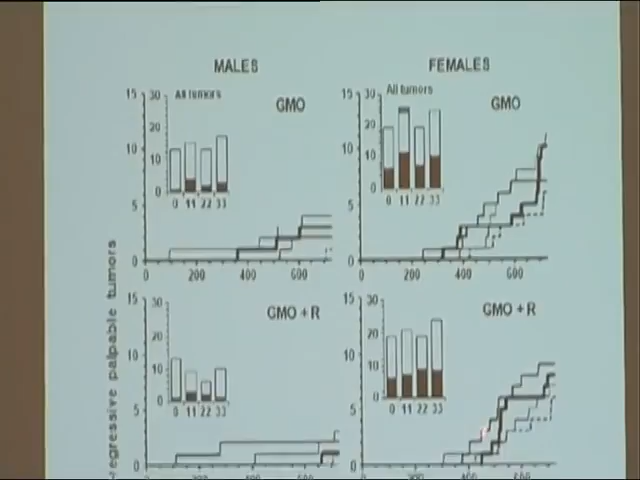 MALES FEMALES
15 30 All tumors GMO 15 30 All tumors GMO
20 20
10 10 10 10
0 0
0 11 22 33 0 11 22 33
5 5
0 0
0 200 400 600 0 200 400 600
15 30 GMO + R 15 30 GMO + R
20 20
10 10 10 10
0 0
0 11 22 33 0 11 22 33
5 5
0 0
egressive palpable tumors